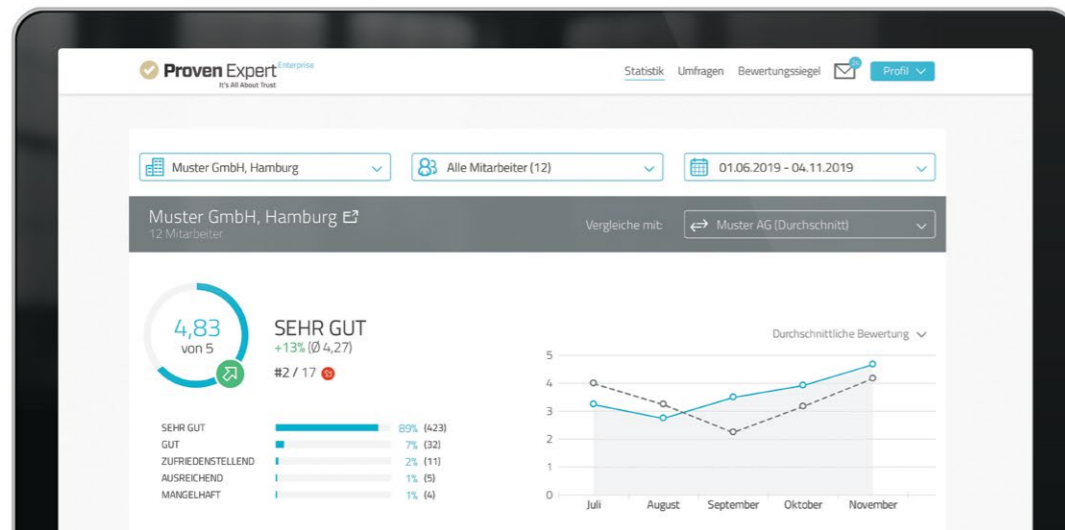 Proven Expert Enterprise
It's All About Trust
Statistik Umfragen Bewertungssiegel Profil
Muster GmbH, Hamburg Alle Mitarbeiter (12) 01.06.2019 - 04.11.2019
Muster GmbH, Hamburg
12 Mitarbeiter
Vergleiche mit: Muster AG (Durchschnitt)
4,83
von 5
SEHR GUT
+13% (Ø 4,27)
#2 / 17
SEHR GUT 89% (423)
GUT 7% (32)
ZUFRIEDENSTELLEND 2% (11)
AUSREICHEND 1% (5)
MANGELHAFT 1% (4)
Durchschnittliche Bewertung
5
4
3
2
1
0
Juli August September Oktober November